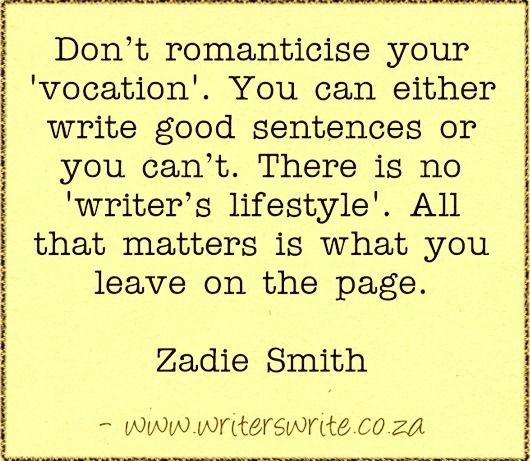 Don’t romanticise your
'vocation'. You can either
write good sentences or
you can’t. There is no
'writer’s lifestyle'. All
that matters is what you
leave on the page.
Zadie Smith
- www.writerswrite.co.za